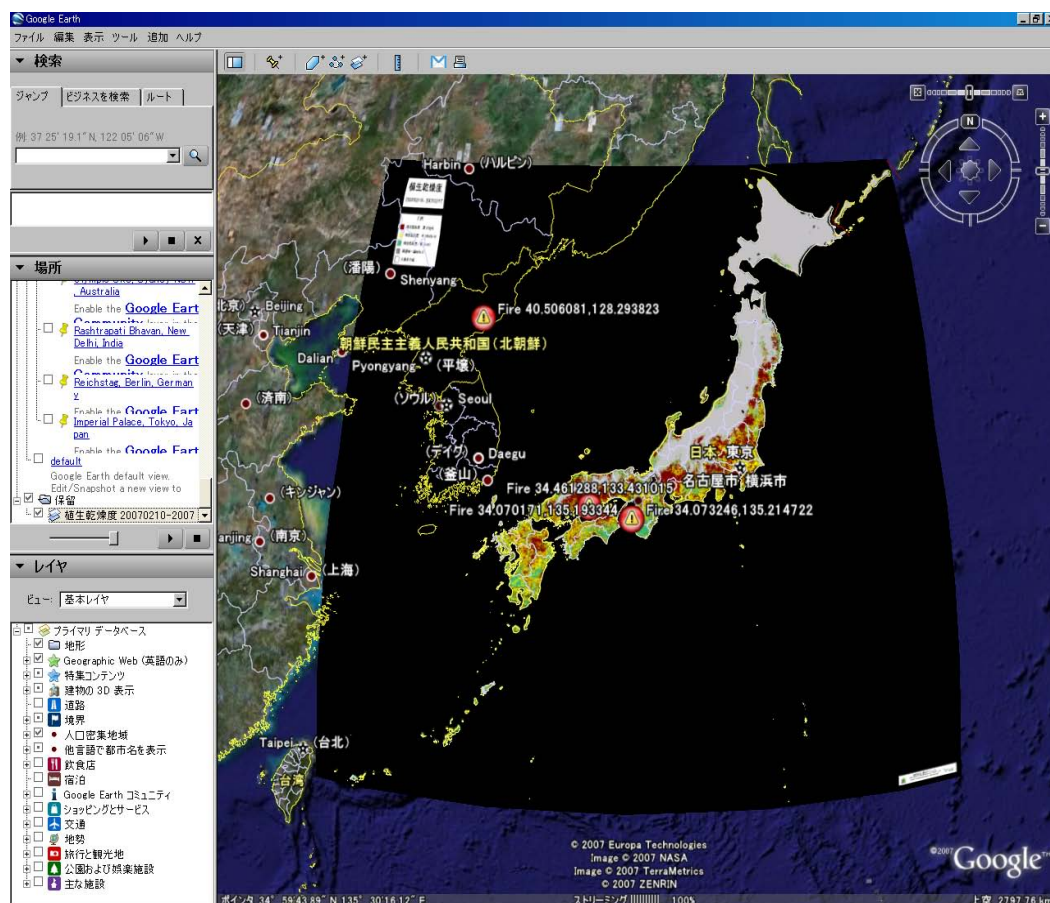 Google Earth
ファイル 編集 表示 ツール 追加 ヘルプ
検索
ジャンプ ビジネスを検索 ルート
例: 37 25' 19.1" N, 122 05' 06" W
場所
, Australia
Enable the Google Eart
Rashtrapati Bhavan, New
Delhi, India
Enable the Google Eart
Reichstag, Berlin, German
y
Enable the Google Eart
Imperial Palace, Tokyo, Ja
pan
Enable the Google Eart
default
Google Earth default view.
Edit/Snapshot a new view to
保留
植生乾燥度 20070210-2007
レイヤ
ビュー: 基本レイヤ
プライマリ データベース
地形
Geographic Web (英語のみ)
特集コンテンツ
建物の 3D 表示
道路
境界
人口密集地域
他言語で都市名を表示
飲食店
宿泊
Google Earth コミュニティ
ショッピングとサービス
交通
地勢
旅行と観光地
公園および娯楽施設
主な施設
N
Harbin (ハルビン)
植生乾燥度
(瀋陽)
Shenyang
北京) Beijing
(天津) Tianjin
Fire 40.506081,128.293823
朝鮮民主主義人民共和国(北朝鮮)
Dalian
Pyongyang (平壌)
(済南)
(ソウル) Seoul
(デイグ) Daegu
(釜山)
日本 東京
名古屋市 横浜市
Fire 34.461288,133.431015
Fire 34.070171,135.193344
Fire 34.073246,135.214722
(キンジャン)
anjing (南京)
Shanghai (上海)
Taipei (台北)
台湾
© 2007 Europa Technologies
Image © 2007 NASA
Image © 2007 TerraMetrics
© 2007 ZENRIN
©2007 Google™
ポインタ 34° 59'43.89" N 135° 30'16.12" E
ストリーミング 100%
上空 2797.76 km